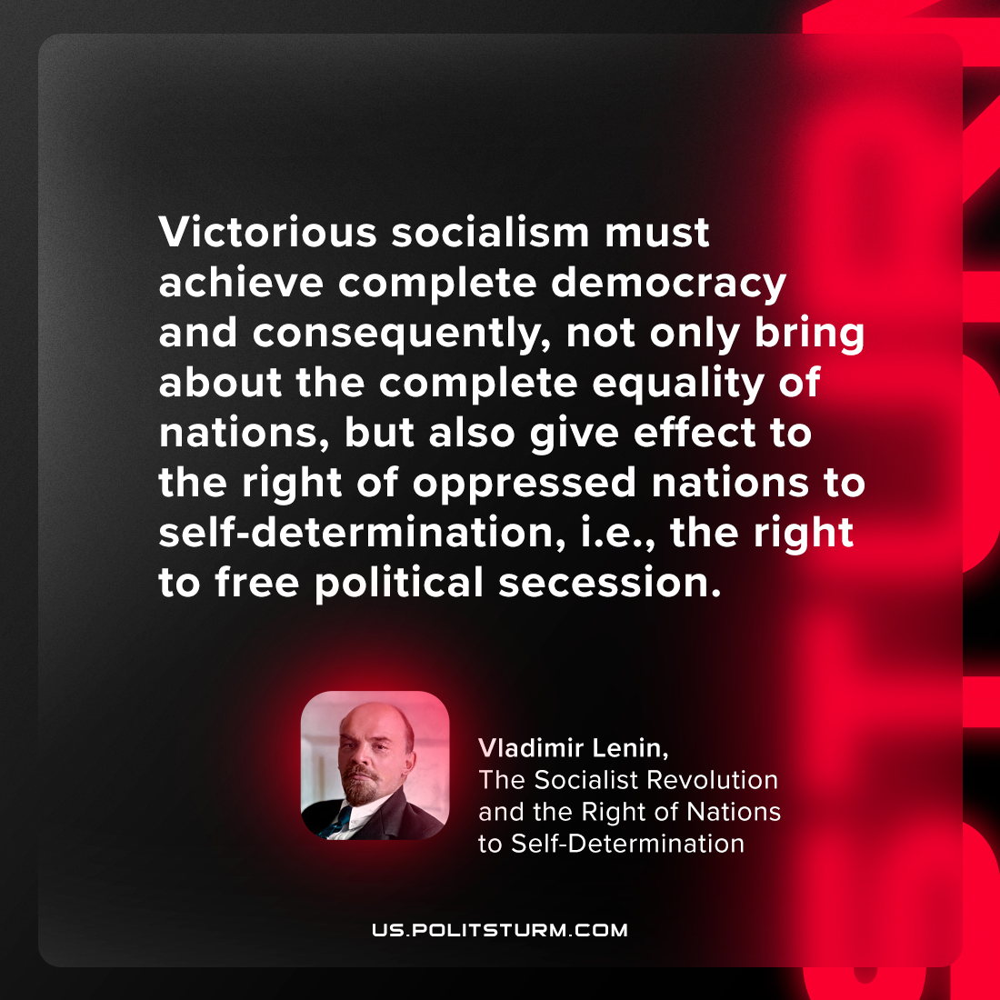 Victorious socialism must
achieve complete democracy
and consequently, not only bring
about the complete equality of
nations, but also give effect to
the right of oppressed nations to
self-determination, i.e., the right
to free political secession.
Vladimir Lenin,
The Socialist Revolution
and the Right of Nations
to Self-Determination
US.POLITSTURM.COM